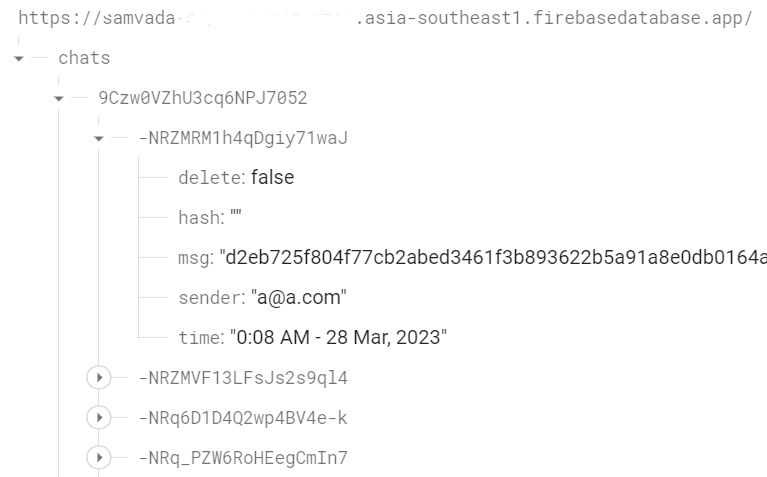 https://samvada- .asia-southeast1.firebasedatabase.app/
chats
9Czw0VZhU3cq6NPJ7052
-NRZMRM1h4qDgiy71waJ
delete: false
hash: ""
msg: "d2eb725f804f77cb2abed3461f3b893622b5a91a8e0db0164a
sender: "a@a.com"
time: "0:08 AM - 28 Mar, 2023"
-NRZMVF13LFsJs2s9ql4
-NRq6D1D4Q2wp4BV4e-k
-NRq_PZW6RoHEegCmIn7